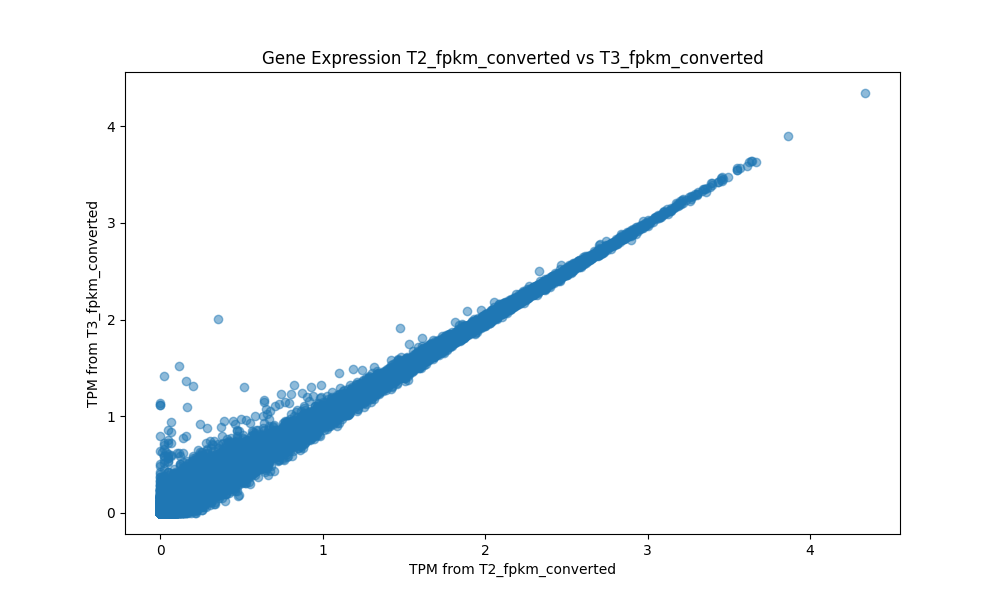 Gene Expression T2_fpkm_converted vs T3_fpkm_converted
TPM from T3_fpkm_converted
4
3
2
1
0
0 1 2 3 4
TPM from T2_fpkm_converted